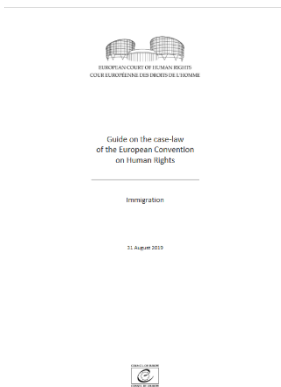 EUROPEAN COURT OF HUMAN RIGHTS
COUR EUROPÉENNE DES DROITS DE L'HOMME
Guide on the case-law
of the European Convention
on Human Rights
Immigration
31 August 2019